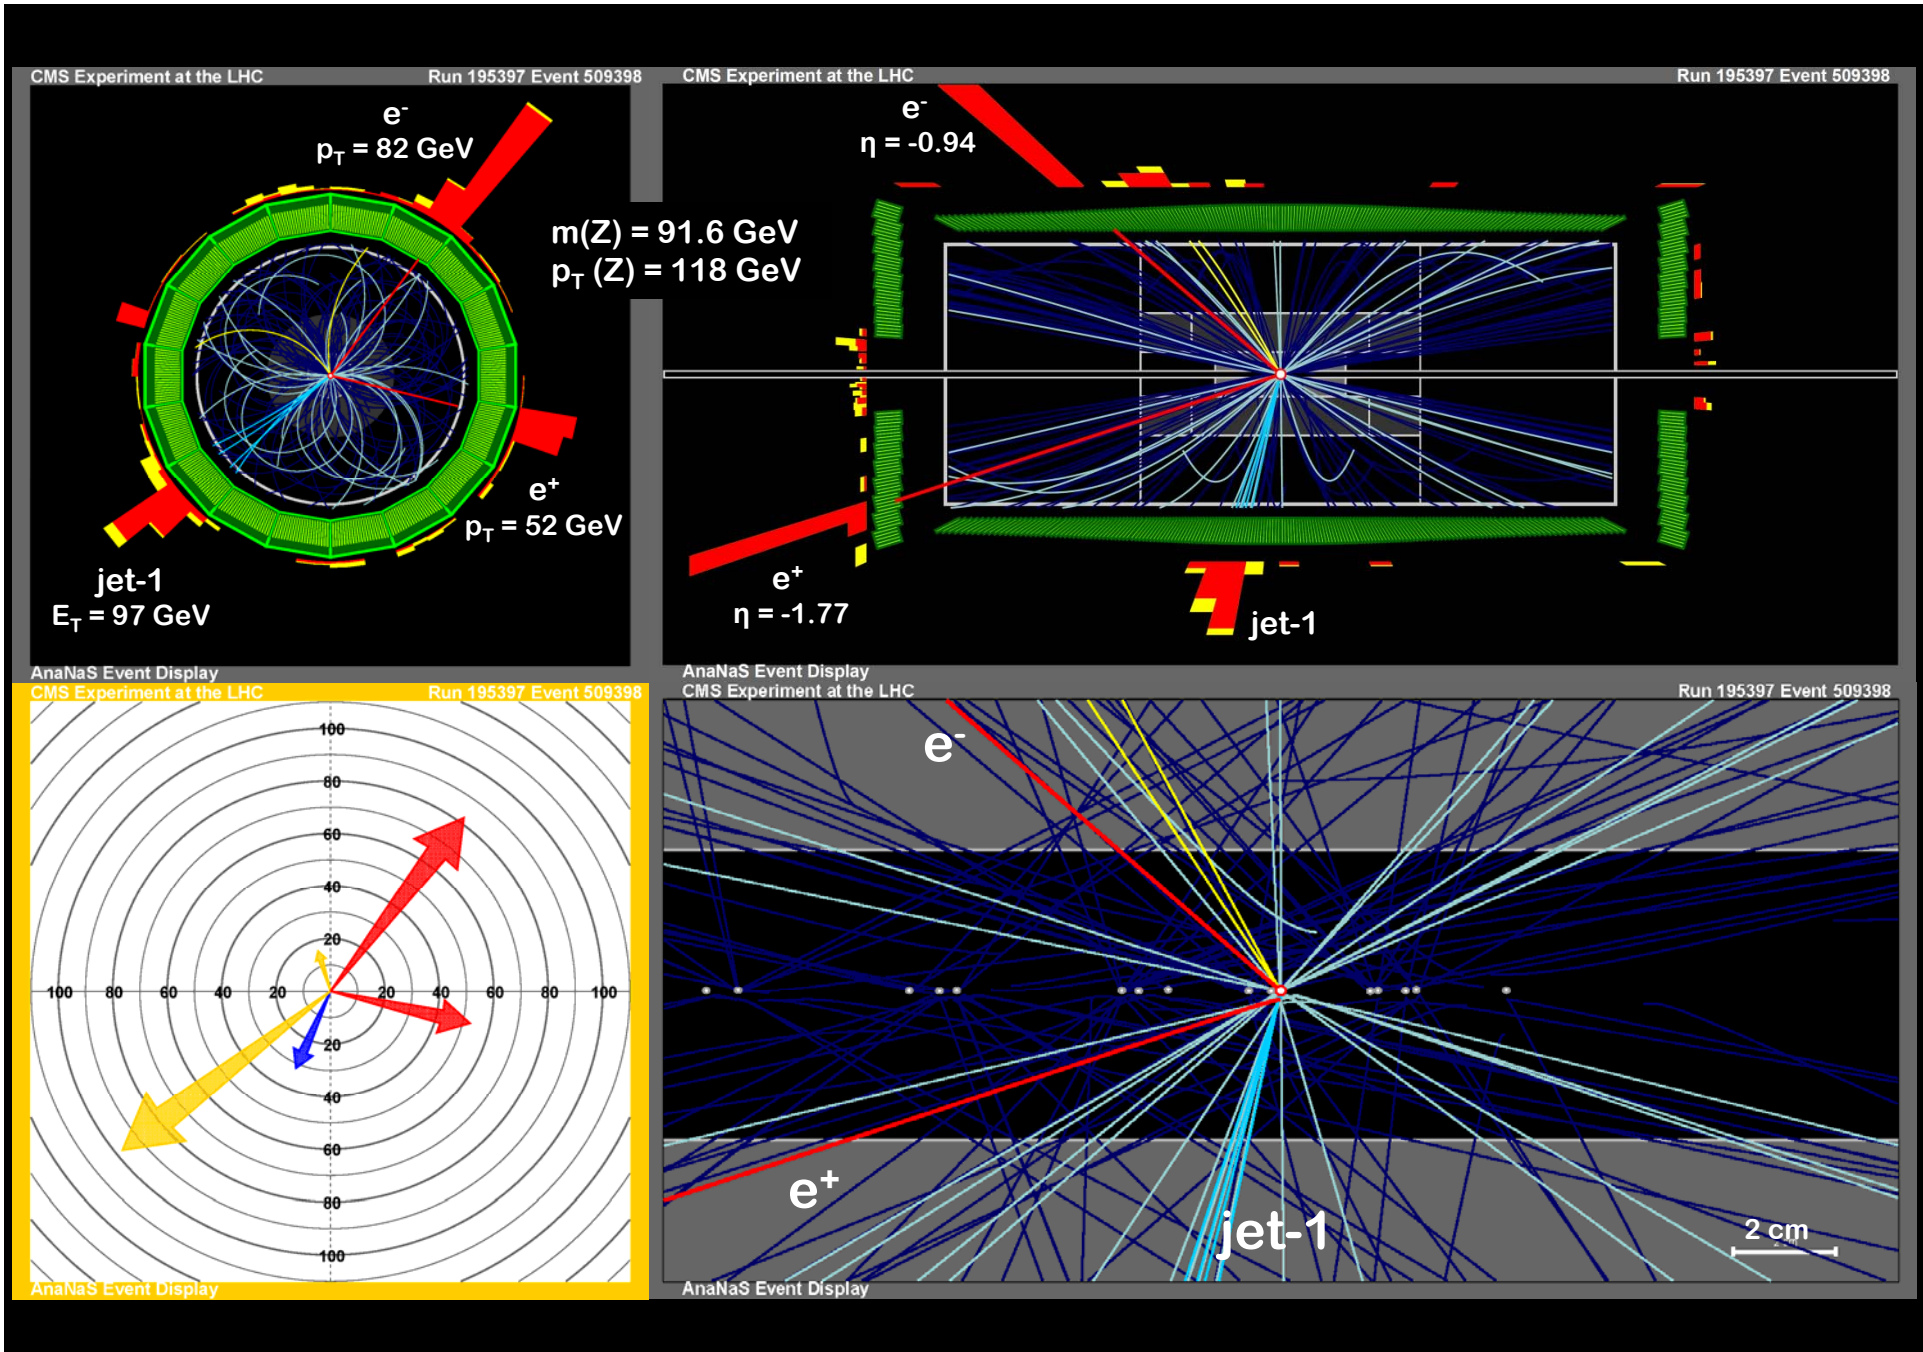 CMS Experiment at the LHC Run 195397 Event 509398
e-
pT = 82 GeV
m(Z) = 91.6 GeV
pT (Z) = 118 GeV
e+
pT = 52 GeV
jet-1
ET = 97 GeV
AnaNaS Event Display
CMS Experiment at the LHC Run 195397 Event 509398
e-
η = -0.94
e+
η = -1.77
jet-1
AnaNaS Event Display
CMS Experiment at the LHC Run 195397 Event 509398
100
80
60
40
20
100 80 60 40 20 20 40 60 80 100
20
40
60
80
100
AnaNaS Event Display
CMS Experiment at the LHC Run 195397 Event 509398
e-
e+
jet-1
2 cm
AnaNaS Event Display